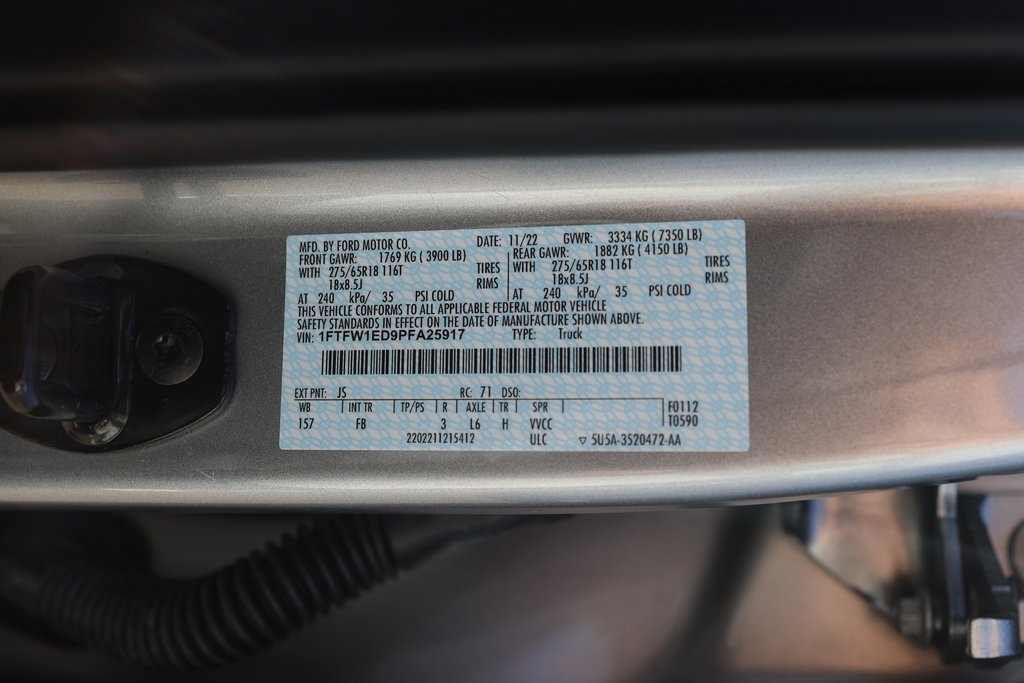 MFD. BY FORD MOTOR CO. DATE: 11/22 GVWR: 3334 KG ( 7350 LB)
FRONT GAWR: 1769 KG ( 3900 LB) REAR GAWR: 1882 KG ( 4150 LB)
WITH 275/65R18 116T TIRES WITH 275/65R18 116T TIRES
18x8.5J RIMS 18x8.5J RIMS
AT 240 kPa/ 35 PSI COLD AT 240 kPa/ 35 PSI COLD
THIS VEHICLE CONFORMS TO ALL APPLICABLE FEDERAL MOTOR VEHICLE
SAFETY STANDARDS IN EFFECT ON THE DATE OF MANUFACTURE SHOWN ABOVE.
VIN: 1FTFW1ED9PFA25917 TYPE: Truck
EXT PNT: JS RC: 71 DSO:
WB INT TR TP/PS R AXLE TR SPR F0112
157 FB 3 L6 H VVCC T0590
2202211215412 ULC ▽ 5U5A-3520472-AA